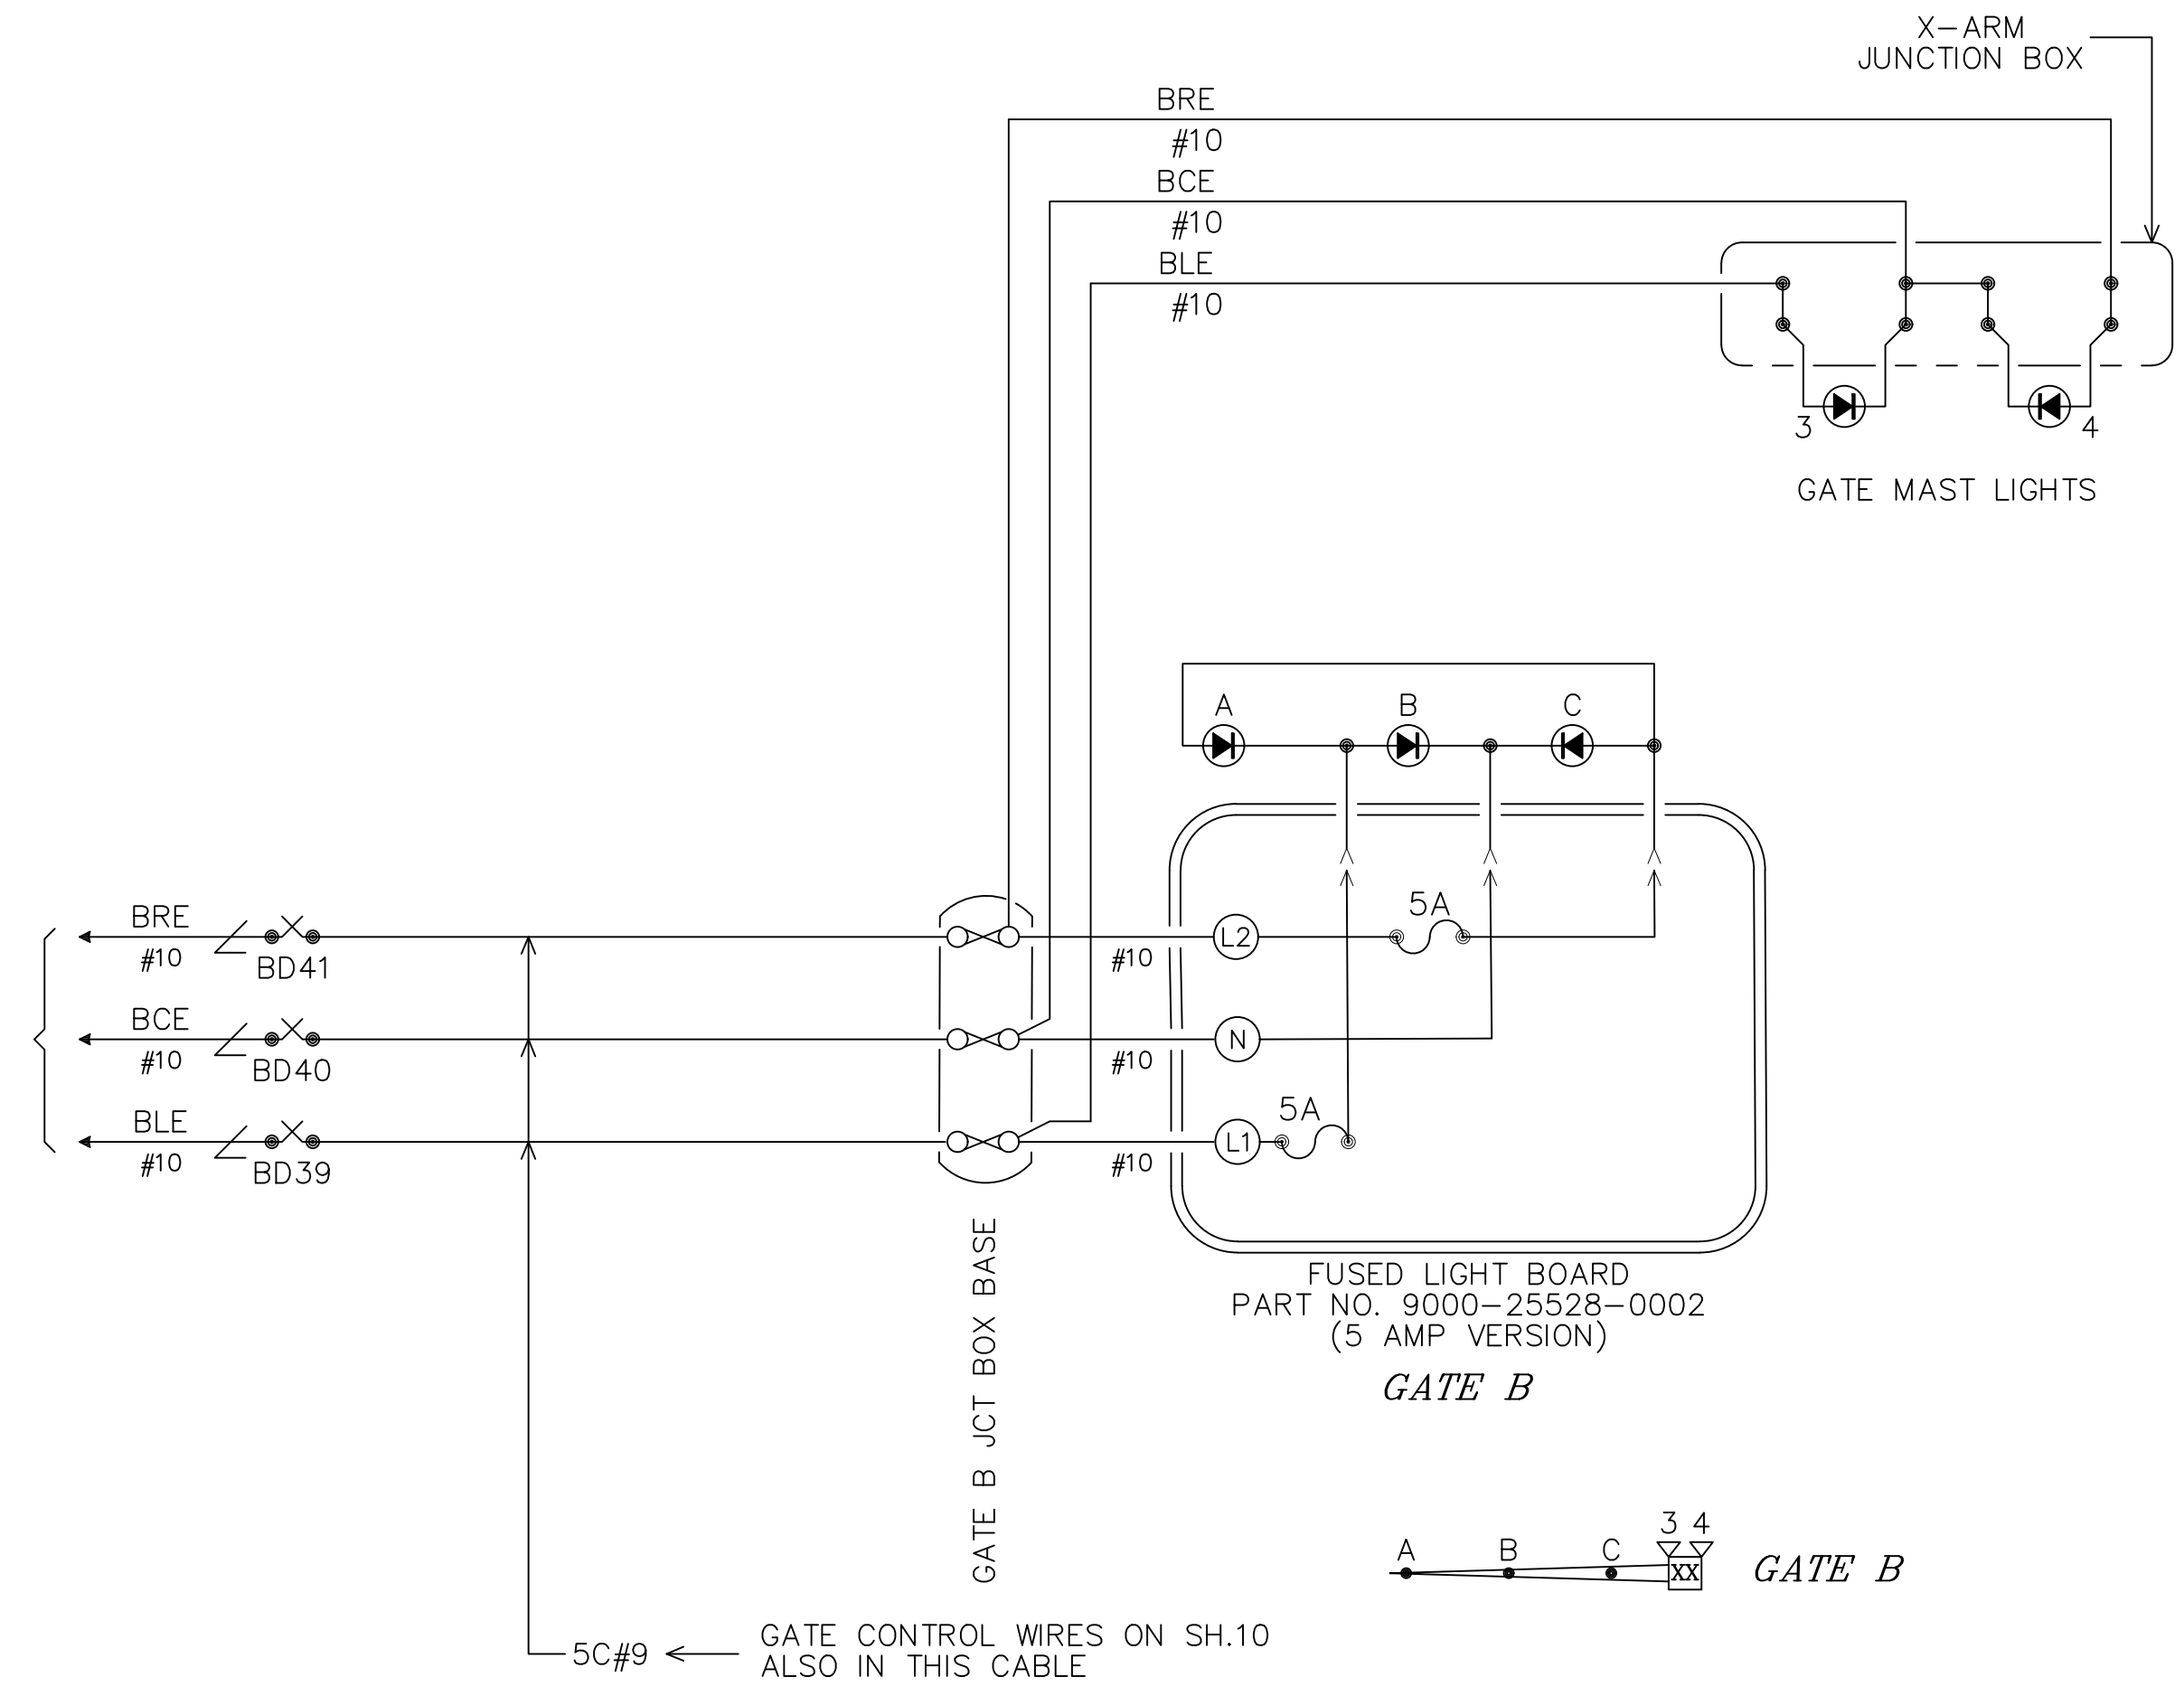 X-ARM
JUNCTION BOX
BRE
#10
BCE
#10
BLE
#10
3
4
GATE MAST LIGHTS
A
B
C
BRE
#10
BD41
#10
L2
5A
BCE
#10
BD40
#10
N
BLE
#10
BD39
#10
L1
5A
FUSED LIGHT BOARD
PART NO. 9000-25528-0002
(5 AMP VERSION)
GATE B
GATE B JCT BOX BASE
3 4
A
B
C
XX
GATE B
5C#9
GATE CONTROL WIRES ON SH.10
ALSO IN THIS CABLE